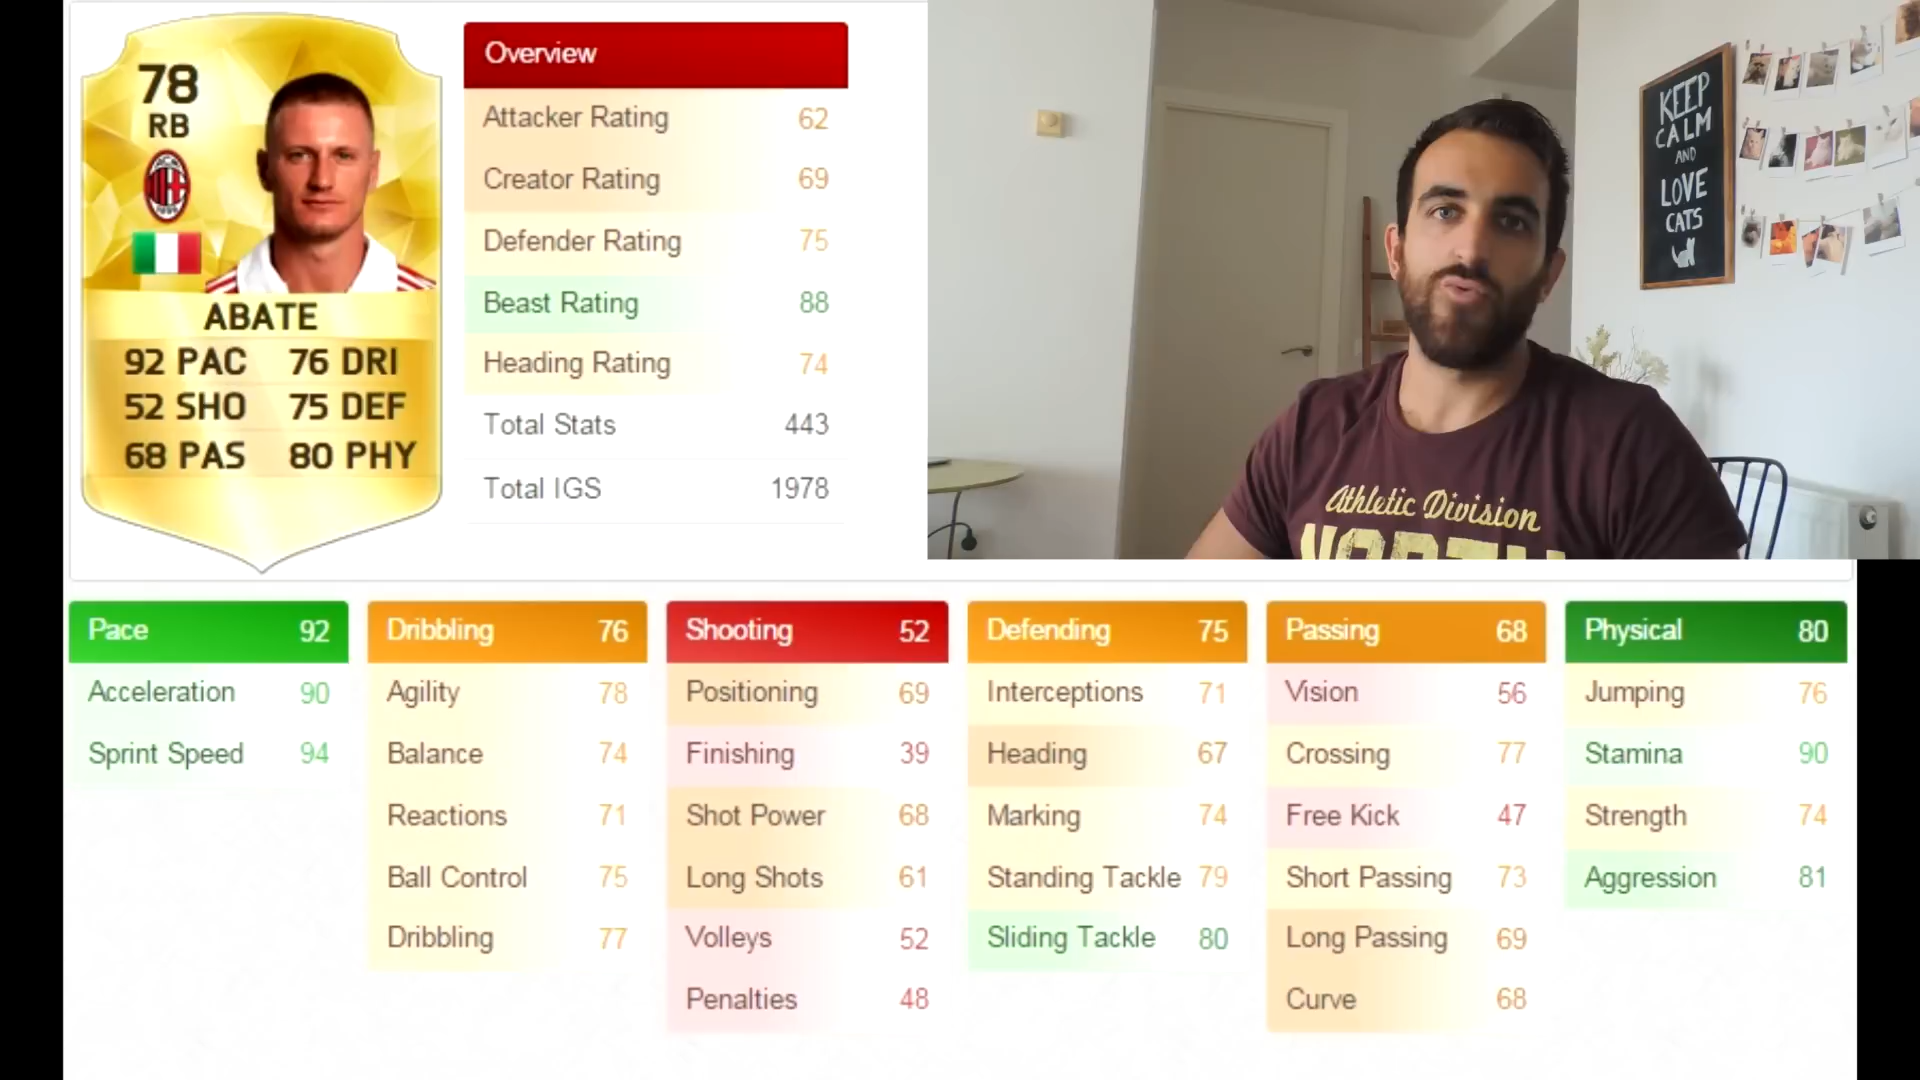 78
RB
ABATE
92 PAC 76 DRI
52 SHO 75 DEF
68 PAS 80 PHY
Overview
Attacker Rating 62
Creator Rating 69
Defender Rating 75
Beast Rating 88
Heading Rating 74
Total Stats 443
Total IGS 1978
KEEP
CALM
AND
LOVE
CATS
Athletic Division
NORTH
Pace 92
Acceleration 90
Sprint Speed 94
Dribbling 76
Agility 78
Balance 74
Reactions 71
Ball Control 75
Dribbling 77
Shooting 52
Positioning 69
Finishing 39
Shot Power 68
Long Shots 61
Volleys 52
Penalties 48
Defending 75
Interceptions 71
Heading 67
Marking 74
Standing Tackle 79
Sliding Tackle 80
Passing 68
Vision 56
Crossing 77
Free Kick 47
Short Passing 73
Long Passing 69
Curve 68
Physical 80
Jumping 76
Stamina 90
Strength 74
Aggression 81